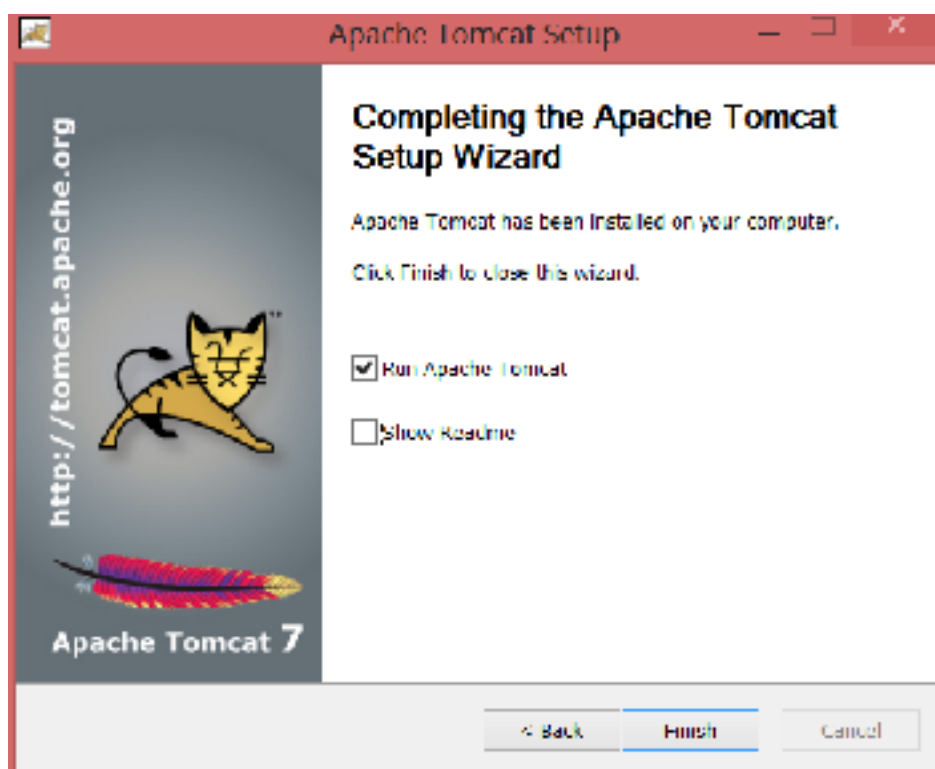 Apache Tomcat Setup
http://tomcat.apache.org
Completing the Apache Tomcat
Setup Wizard
Apache Tomcat has been installed on your computer.
Click Finish to close this wizard.
Run Apache Tomcat
Show Readme
Apache Tomcat 7
< Back
Finish
Cancel